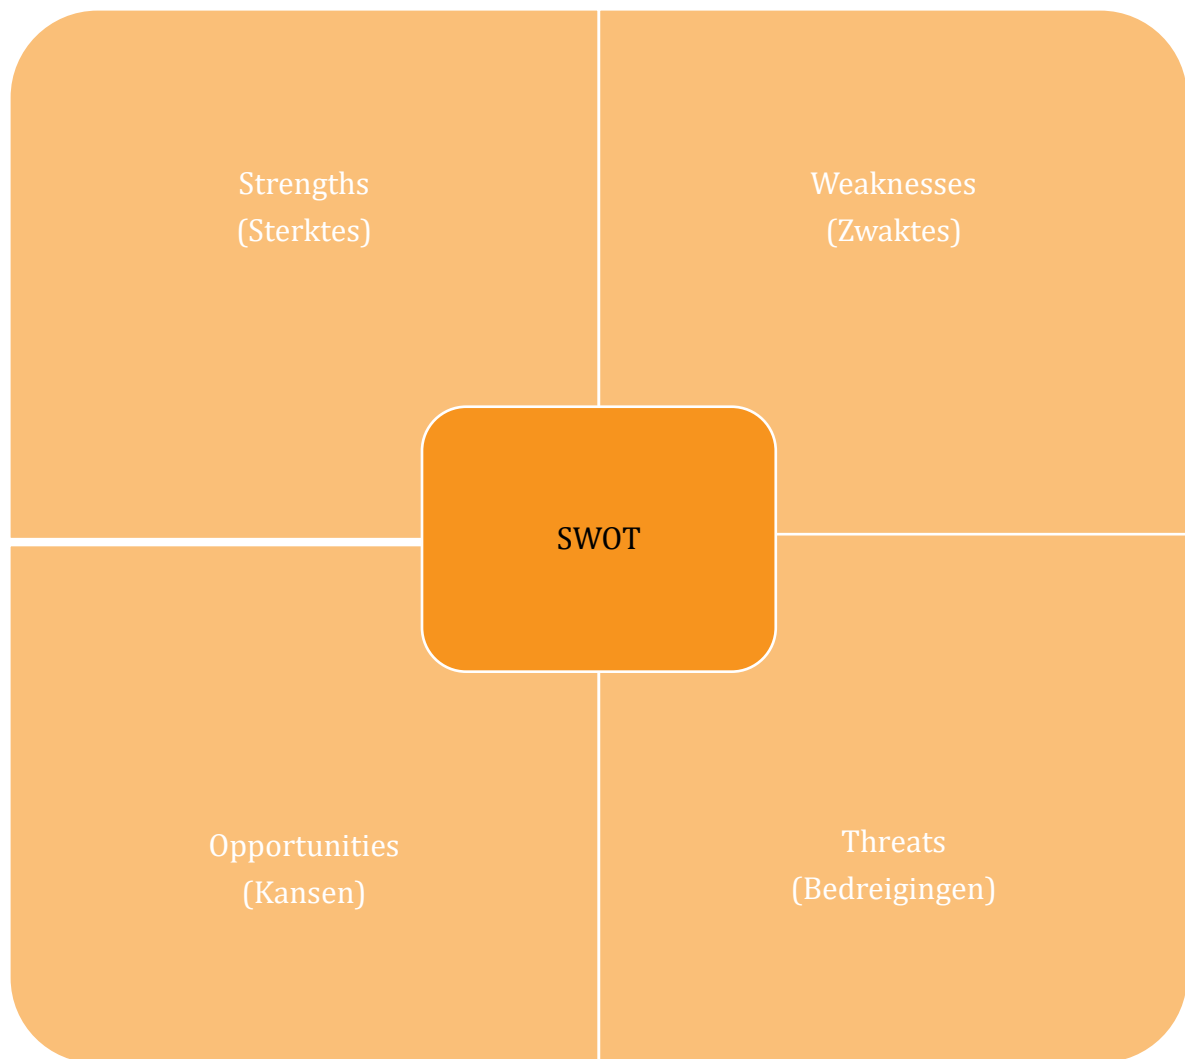 Strengths
(Sterktes)
Weaknesses
(Zwaktes)
SWOT
Opportunities
(Kansen)
Threats
(Bedreigingen)